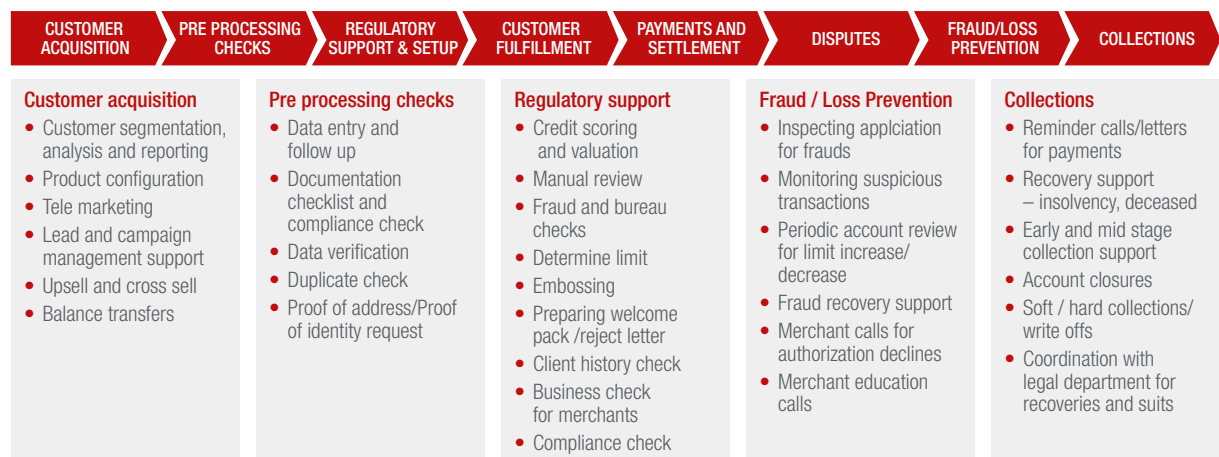 CUSTOMER
ACQUISITION
PRE PROCESSING
CHECKS
REGULATORY
SUPPORT & SETUP
CUSTOMER
FULFILLMENT
PAYMENTS AND
SETTLEMENT
DISPUTES
FRAUD/LOSS
PREVENTION
COLLECTIONS
Customer acquisition
• Customer segmentation,
analysis and reporting
• Product configuration
• Tele marketing
• Lead and campaign
management support
• Upsell and cross sell
• Balance transfers
Pre processing checks
• Data entry and
follow up
• Documentation
checklist and
compliance check
• Data verification
• Duplicate check
• Proof of address/Proof
of identity request
Regulatory support
• Credit scoring
and valuation
• Manual review
• Fraud and bureau
checks
• Determine limit
• Embossing
• Preparing welcome
pack /reject letter
• Client history check
• Business check
for merchants
• Compliance check
Fraud / Loss Prevention
• Inspecting applciation
for frauds
• Monitoring suspicious
transactions
• Periodic account review
for limit increase/
decrease
• Fraud recovery support
• Merchant calls for
authorization declines
• Merchant education
calls
Collections
• Reminder calls/letters
for payments
• Recovery support
– insolvency, deceased
• Early and mid stage
collection support
• Account closures
• Soft / hard collections/
write offs
• Coordination with
legal department for
recoveries and suits